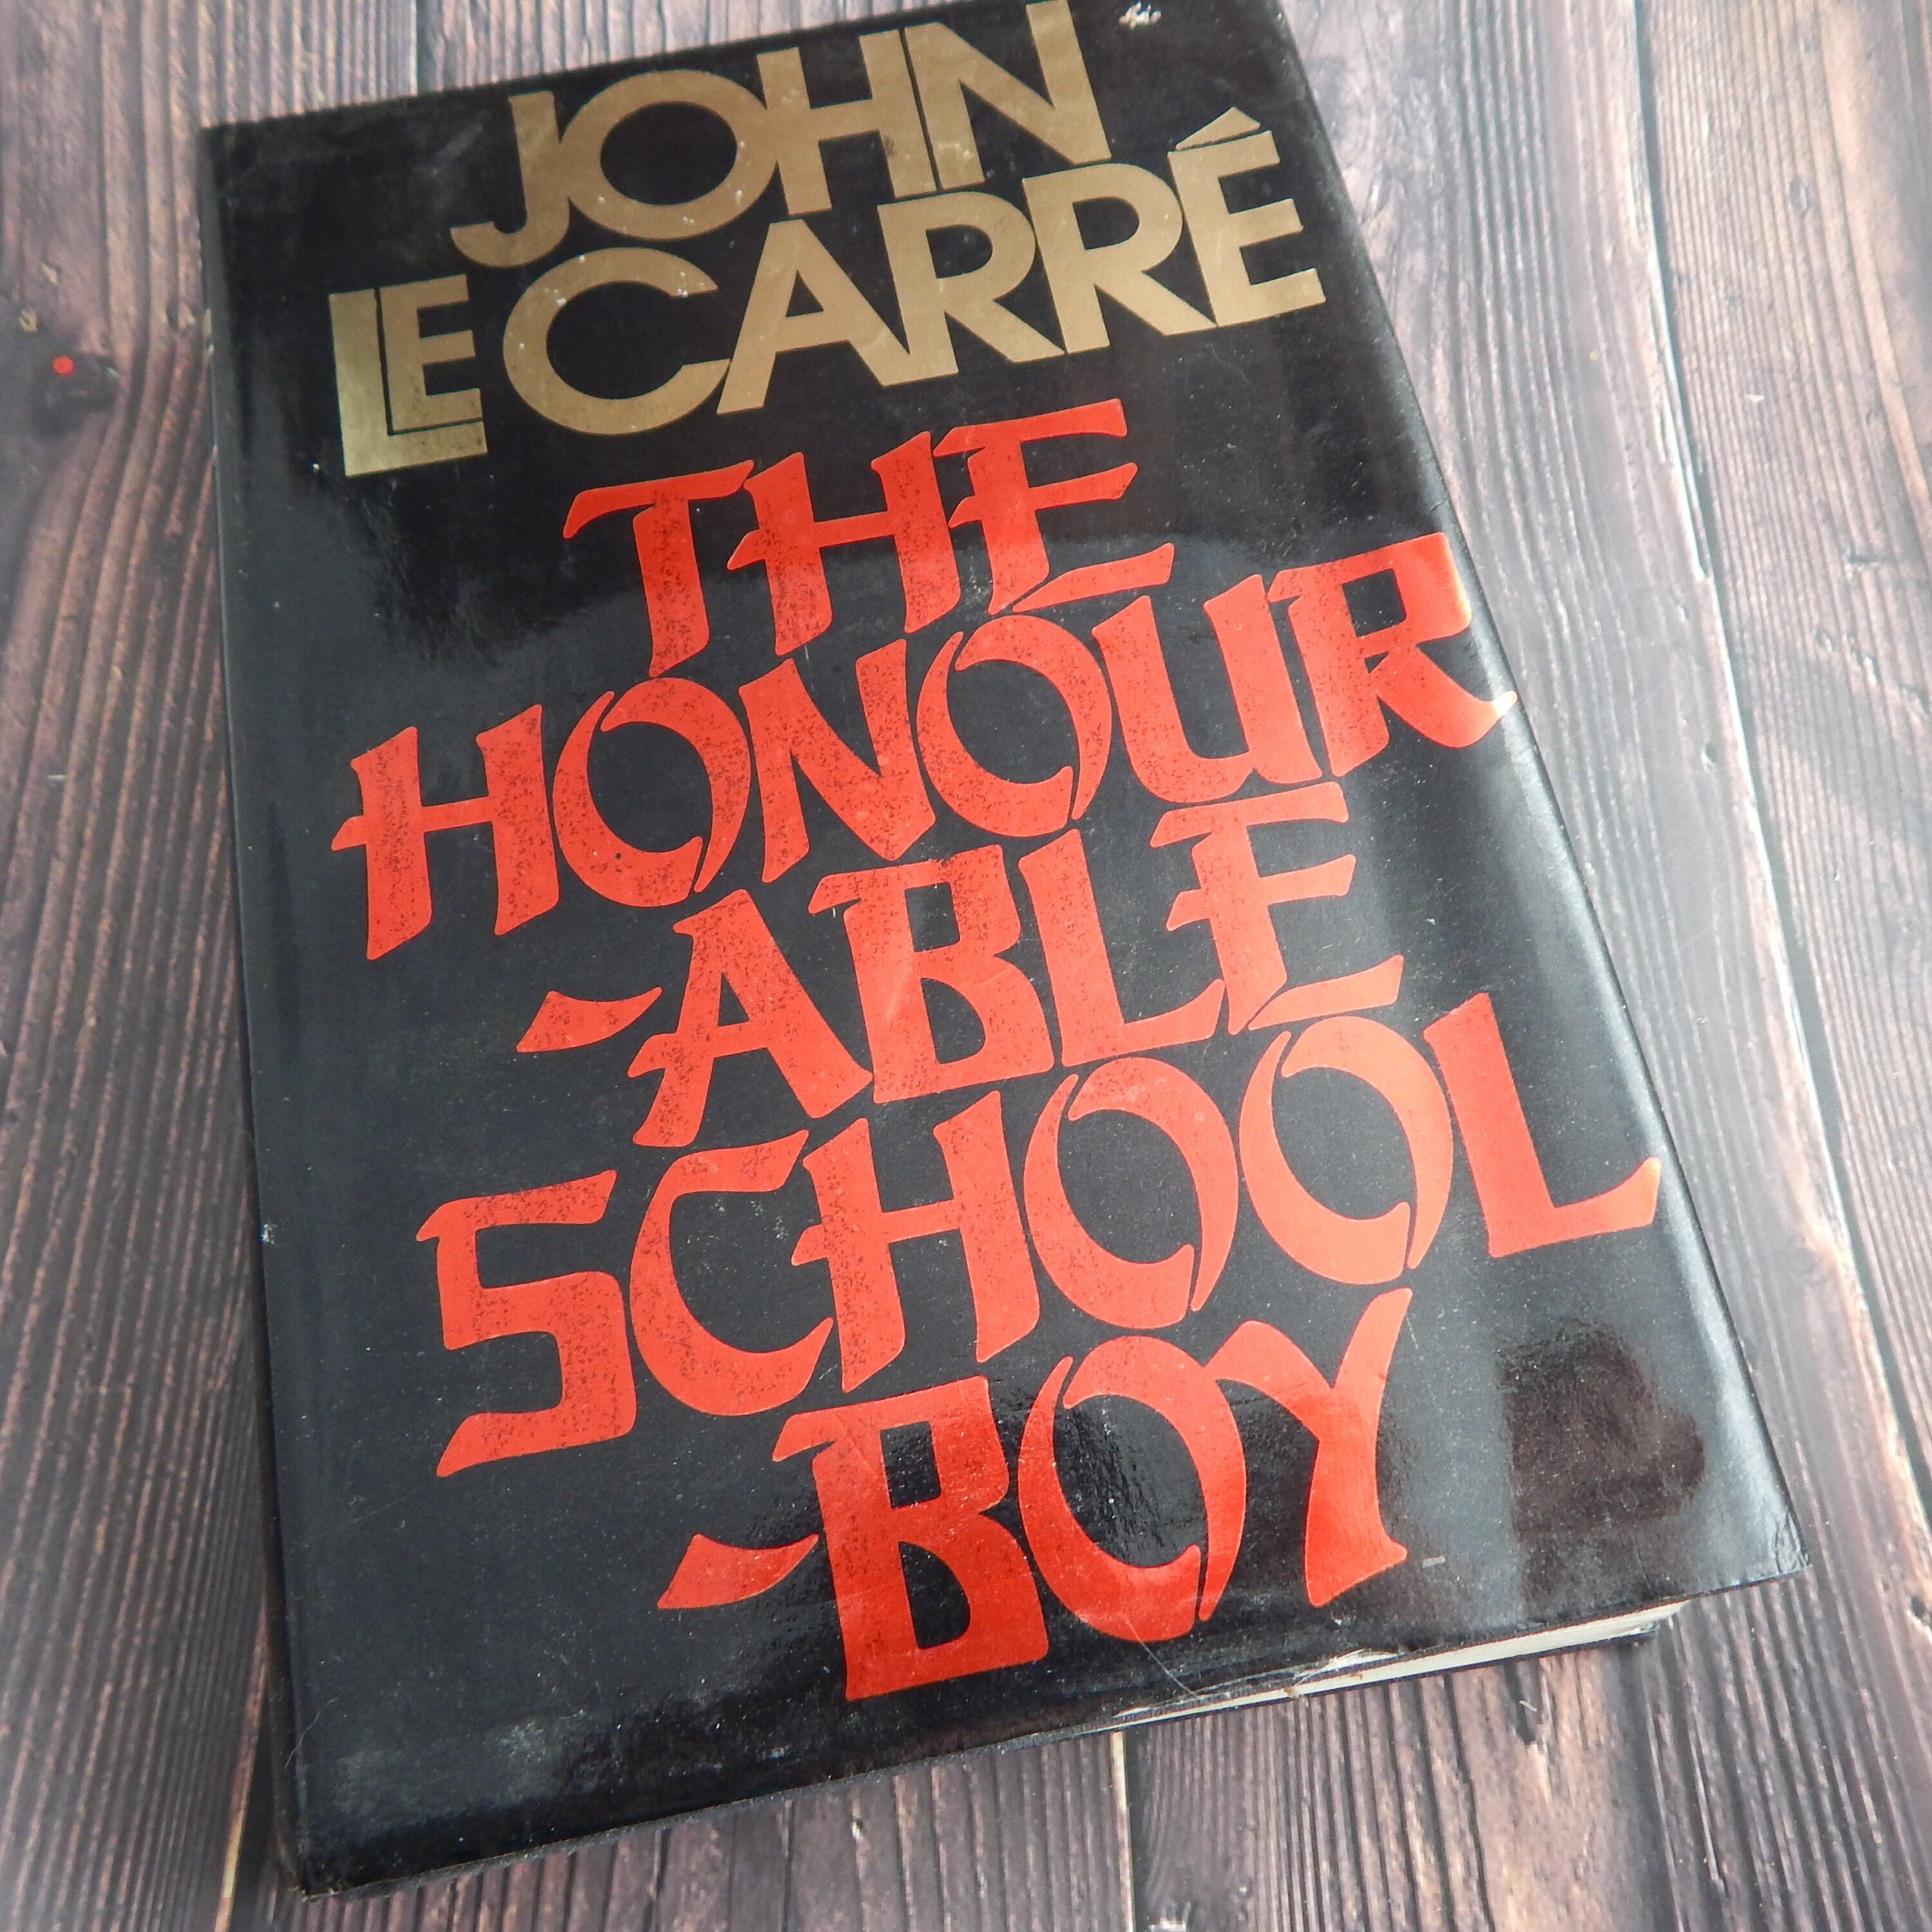 JOHN
LE CARRÉ
THE
HONOUR
-ABLE
SCHOOL
-BOY